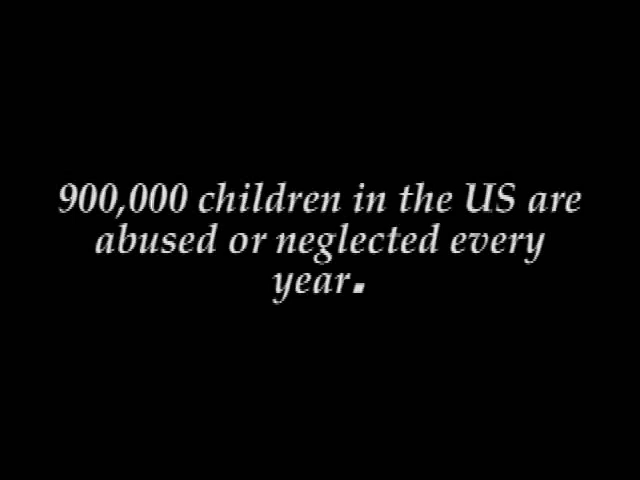 900,000 children in the US are
abused or neglected every
year.